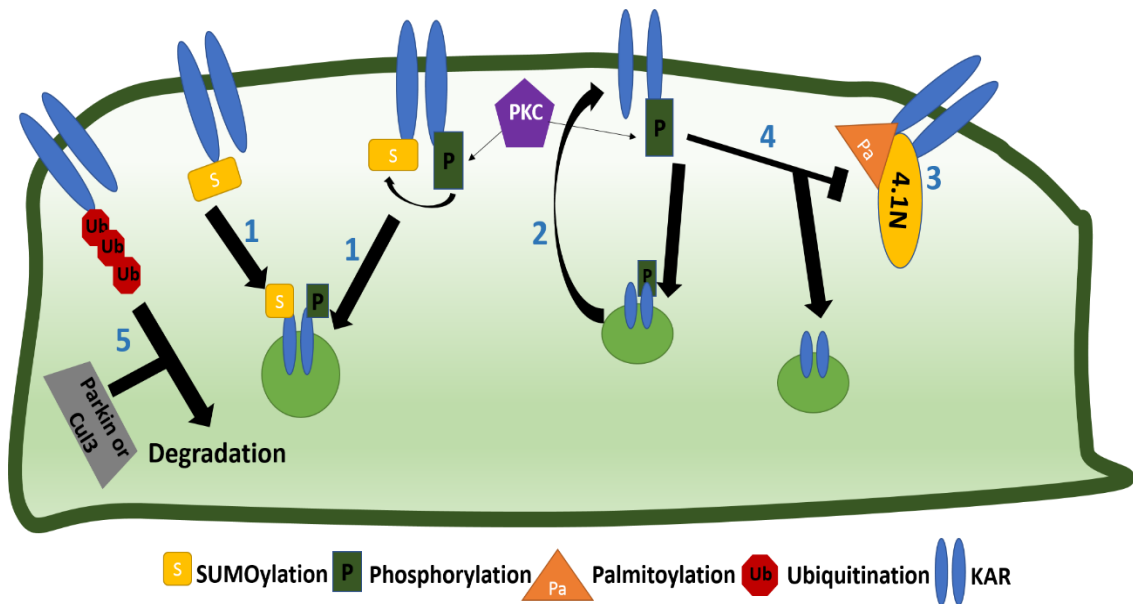 PKC
P
S
P
4
Pa
4.1N
3
S
1
1
2
Ub
Ub
Ub
S
P
P
5
Parkin or
Cul3
Degradation
S SUMOylation P Phosphorylation Pa Palmitoylation Ub Ubiquitination KAR